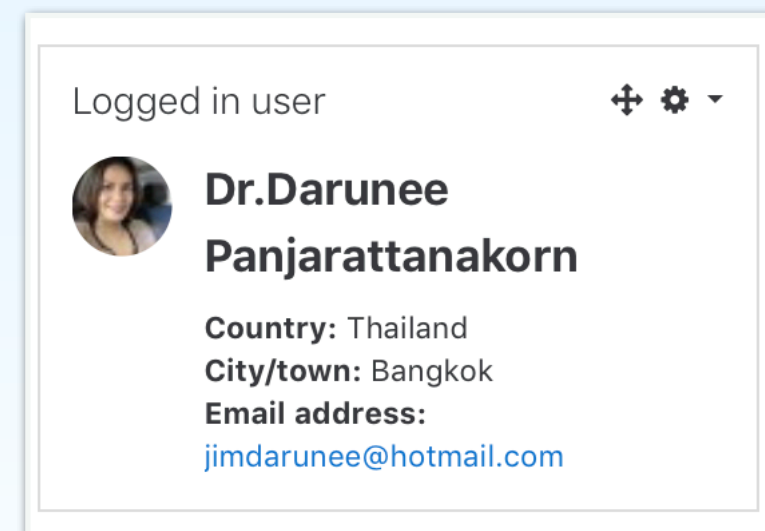 Logged in user
Dr.Darunee
Panjarattanakorn
Country: Thailand
City/town: Bangkok
Email address:
jimdarunee@hotmail.com